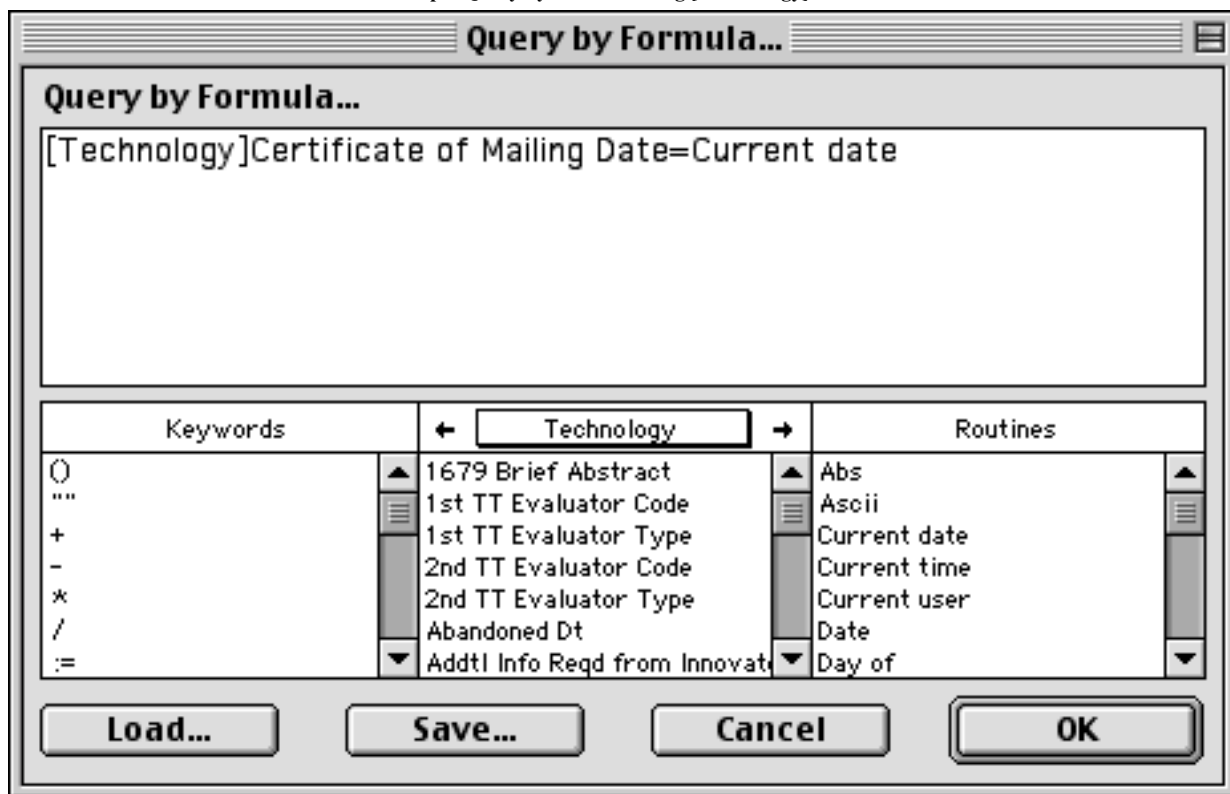 Query by Formula...
Query by Formula...
[Technology]Certificate of Mailing Date=Current date
Keywords
()
""
+
-
*
/
:=
← Technology →
1679 Brief Abstract
1st TT Evaluator Code
1st TT Evaluator Type
2nd TT Evaluator Code
2nd TT Evaluator Type
Abandoned Dt
Addtl Info Reqd from Innovat
Routines
Abs
Ascii
Current date
Current time
Current user
Date
Day of
Load...
Save...
Cancel
OK